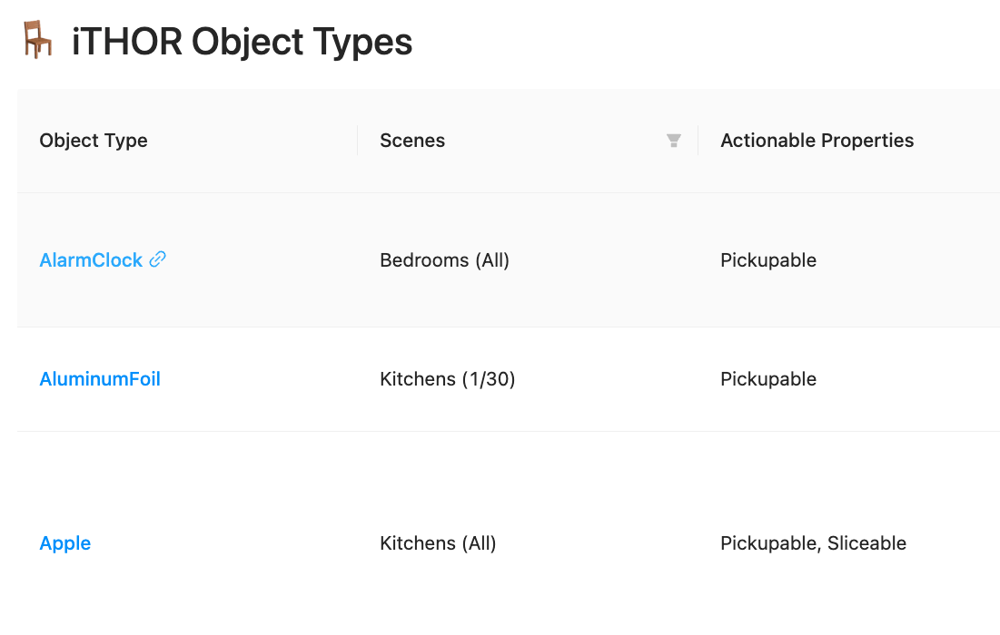 iTHOR Object Types
Object Type Scenes Actionable Properties
AlarmClock Bedrooms (All) Pickupable
AluminumFoil Kitchens (1/30) Pickupable
Apple Kitchens (All) Pickupable, Sliceable